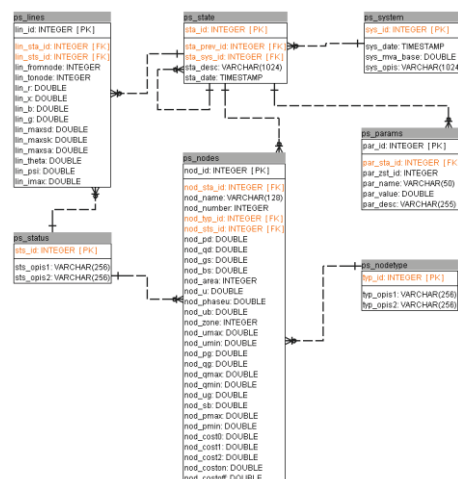 ps_lines
lin_id: INTEGER [PK]
lin_sta_id: INTEGER [FK]
lin_sts_id: INTEGER [FK]
lin_fromnode: INTEGER
lin_tonode: INTEGER
lin_r: DOUBLE
lin_x: DOUBLE
lin_b: DOUBLE
lin_g: DOUBLE
lin_maxsd: DOUBLE
lin_maxsk: DOUBLE
lin_maxsa: DOUBLE
lin_theta: DOUBLE
lin_psi: DOUBLE
lin_imax: DOUBLE
ps_state
sta_id: INTEGER [PK]
sta_prev_id: INTEGER [FK]
sta_sys_id: INTEGER [FK]
sta_desc: VARCHAR(1024)
sta_date: TIMESTAMP
ps_system
sys_id: INTEGER [PK]
sys_date: TIMESTAMP
sys_mva_base: DOUBLE
sys_opis: VARCHAR(1024
ps_params
par_id: INTEGER [PK]
par_sta_id: INTEGER [FK
par_zst_id: INTEGER
par_name: VARCHAR(50)
par_value: DOUBLE
par_desc: VARCHAR(255)
ps_nodes
nod_id: INTEGER [PK]
nod_sta_id: INTEGER [FK]
nod_name: VARCHAR(128)
nod_number: INTEGER
nod_typ_id: INTEGER [FK]
nod_sts_id: INTEGER [FK]
nod_pd: DOUBLE
nod_qd: DOUBLE
nod_gs: DOUBLE
nod_bs: DOUBLE
nod_area: INTEGER
nod_u: DOUBLE
nod_phaseu: DOUBLE
nod_ub: DOUBLE
nod_zone: INTEGER
nod_umax: DOUBLE
nod_umin: DOUBLE
nod_pg: DOUBLE
nod_qg: DOUBLE
nod_qmax: DOUBLE
nod_qmin: DOUBLE
nod_ug: DOUBLE
nod_sb: DOUBLE
nod_pmax: DOUBLE
nod_pmin: DOUBLE
nod_cost0: DOUBLE
nod_cost1: DOUBLE
nod_cost2: DOUBLE
nod_coston: DOUBLE
nod_costoff: DOUBLE
ps_status
sts_id: INTEGER [PK]
sts_opis1: VARCHAR(256)
sts_opis2: VARCHAR(256)
ps_nodetype
typ_id: INTEGER [PK]
typ_opis1: VARCHAR(256)
typ_opis2: VARCHAR(256)